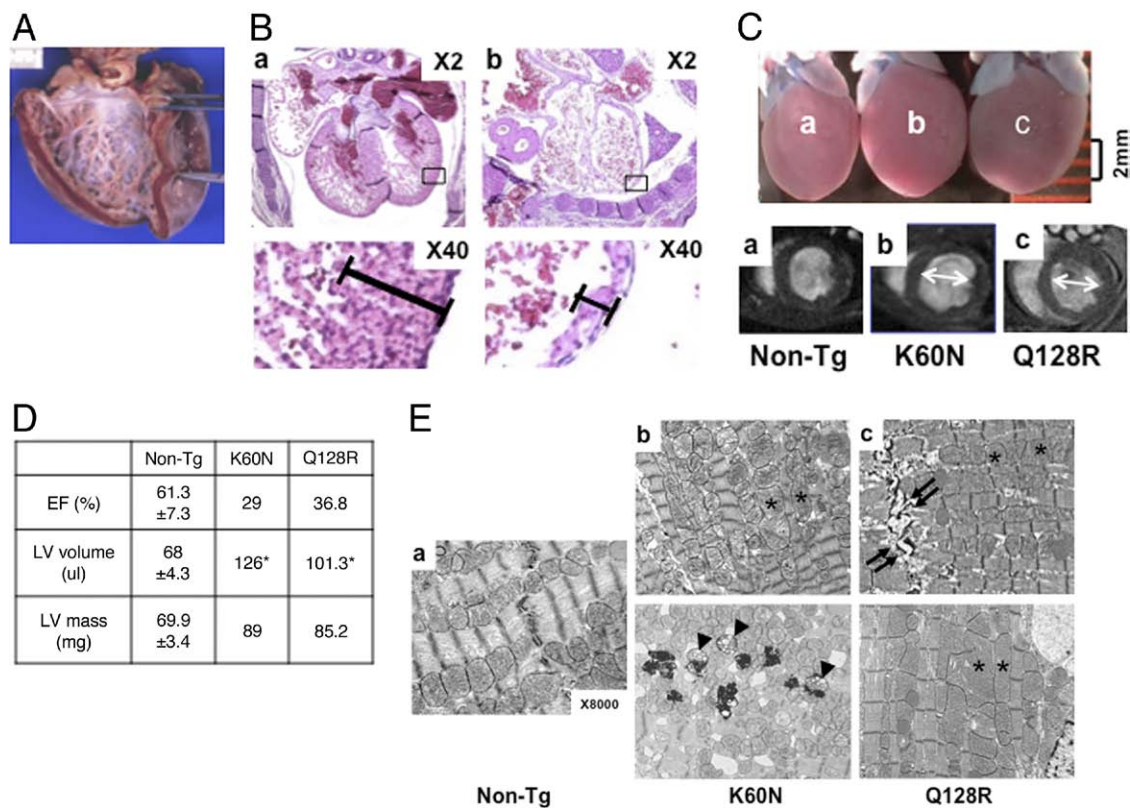 A
B
C
a
X2
b
X2
X40
X40
a
b
c
2mm
a
b
c
Non-Tg
K60N
Q128R
D
Non-Tg
K60N
Q128R
EF (%)
61.3
±7.3
29
36.8
LV volume
(ul)
68
±4.3
126*
101.3*
LV mass
(mg)
69.9
±3.4
89
85.2
E
a
X8000
b
* *
c
* *
* *
Non-Tg
K60N
Q128R